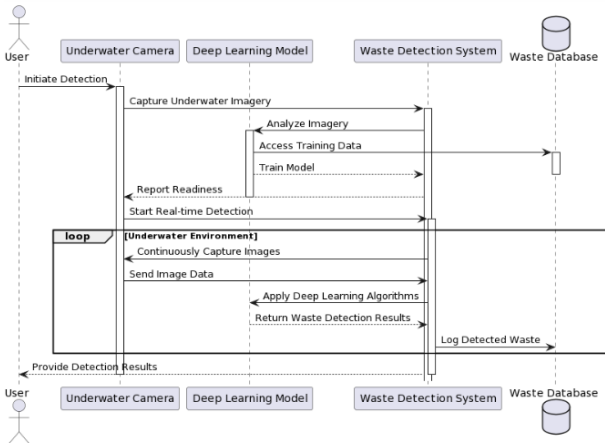 User
Underwater Camera
Deep Learning Model
Waste Detection System
Waste Database
Initiate Detection
Capture Underwater Imagery
Analyze Imagery
Access Training Data
Train Model
Report Readiness
Start Real-time Detection
loop [Underwater Environment]
Continuously Capture Images
Send Image Data
Apply Deep Learning Algorithms
Return Waste Detection Results
Log Detected Waste
Provide Detection Results
User
Underwater Camera
Deep Learning Model
Waste Detection System
Waste Database